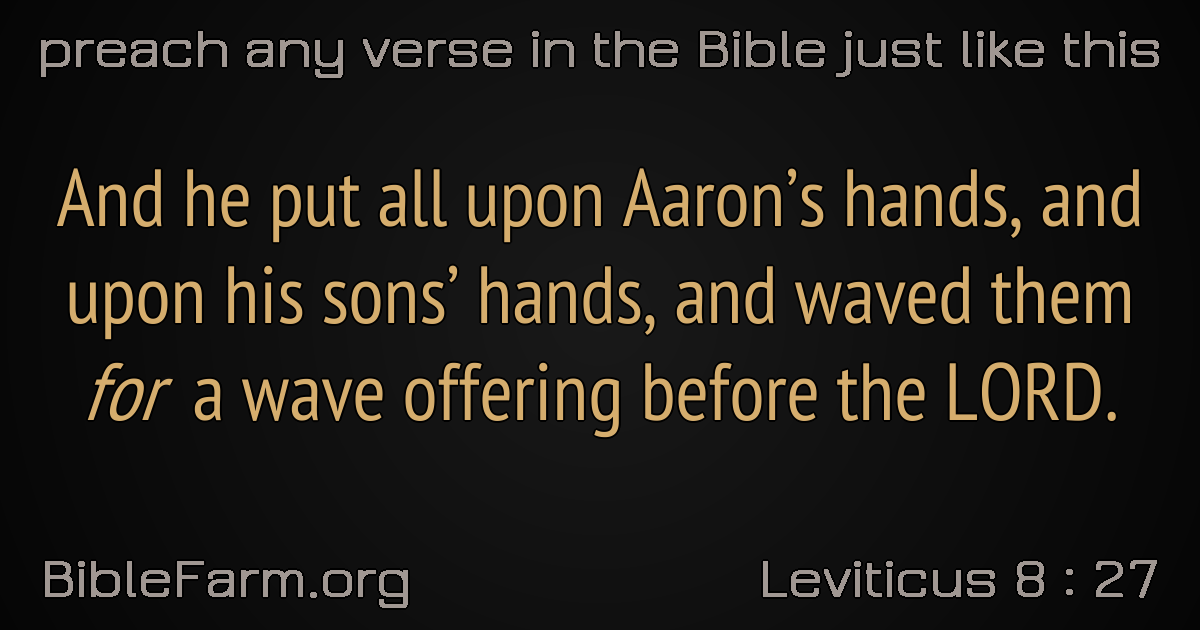 preach any verse in the Bible just like this
And he put all upon Aaron’s hands, and
upon his sons’ hands, and waved them
for a wave offering before the LORD.
BibleFarm.org
Leviticus 8 : 27